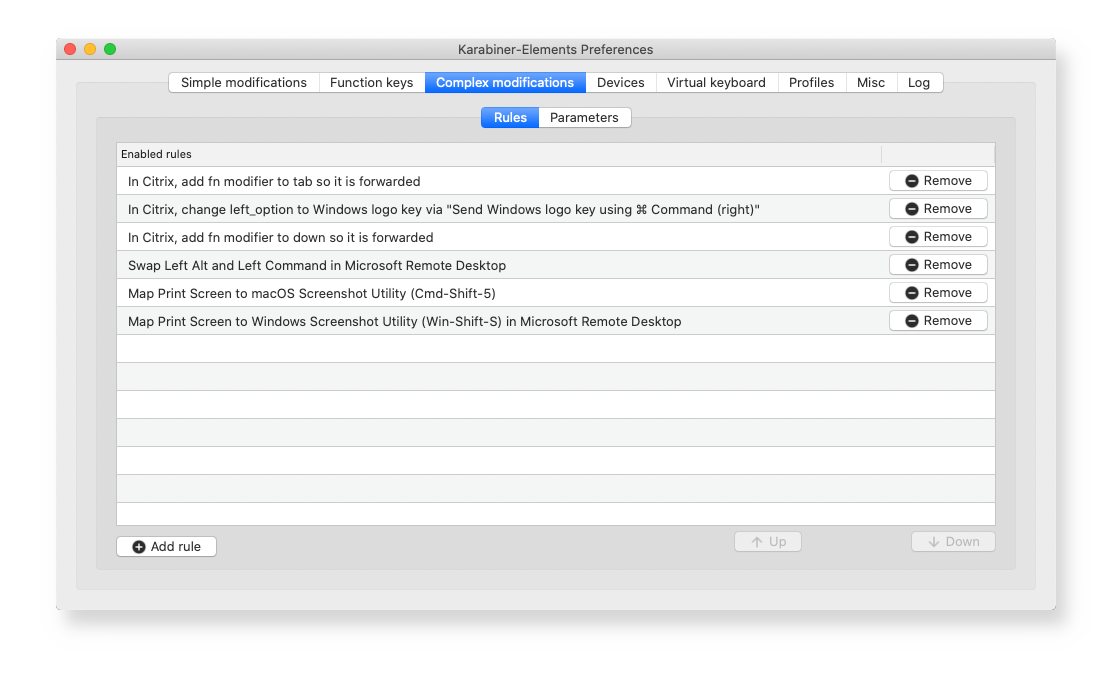 Karabiner-Elements Preferences
Simple modifications Function keys Complex modifications Devices Virtual keyboard Profiles Misc Log
Rules Parameters
Enabled rules
In Citrix, add fn modifier to tab so it is forwarded Remove
In Citrix, change left_option to Windows logo key via "Send Windows logo key using ⌘ Command (right)" Remove
In Citrix, add fn modifier to down so it is forwarded Remove
Swap Left Alt and Left Command in Microsoft Remote Desktop Remove
Map Print Screen to macOS Screenshot Utility (Cmd-Shift-5) Remove
Map Print Screen to Windows Screenshot Utility (Win-Shift-S) in Microsoft Remote Desktop Remove
Add rule Up Down